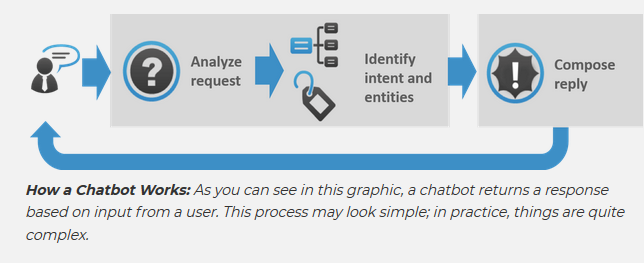 Analyze
request
Identify
intent and
entities
Compose
reply
How a Chatbot Works: As you can see in this graphic, a chatbot returns a response
based on input from a user. This process may look simple; in practice, things are quite
complex.